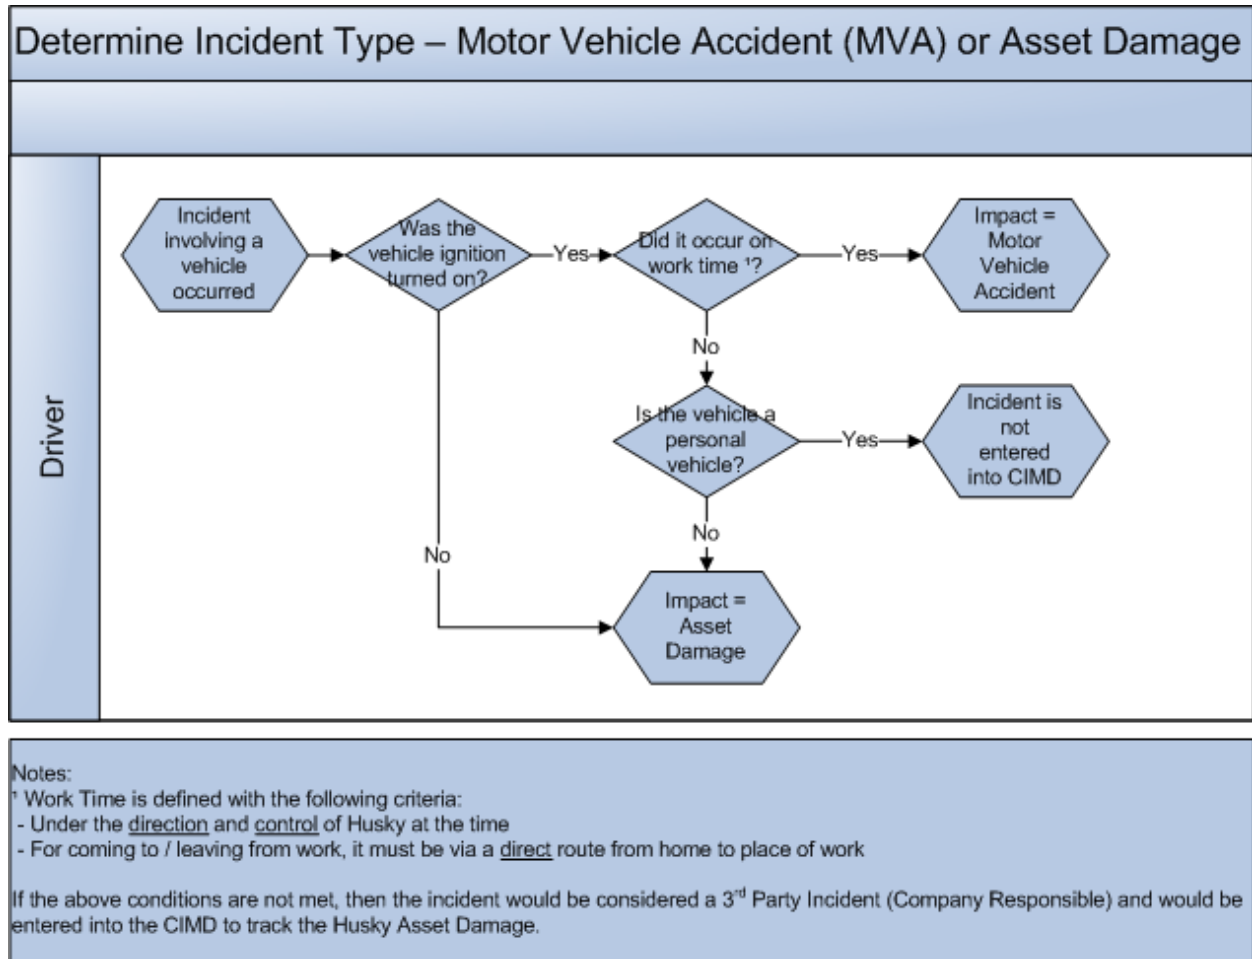 Determine Incident Type – Motor Vehicle Accident (MVA) or Asset Damage
Driver
Incident
involving a
vehicle
occurred
Was the
vehicle ignition
turned on?
Yes
Did it occur on
work time ¹?
Yes
Impact =
Motor
Vehicle
Accident
No
Is the vehicle a
personal
vehicle?
Yes
Incident is
not
entered
into CIMD
No
No
Impact =
Asset
Damage
Notes:
¹ Work Time is defined with the following criteria:
- Under the direction and control of Husky at the time
- For coming to / leaving from work, it must be via a direct route from home to place of work
If the above conditions are not met, then the incident would be considered a 3rd Party Incident (Company Responsible) and would be
entered into the CIMD to track the Husky Asset Damage.